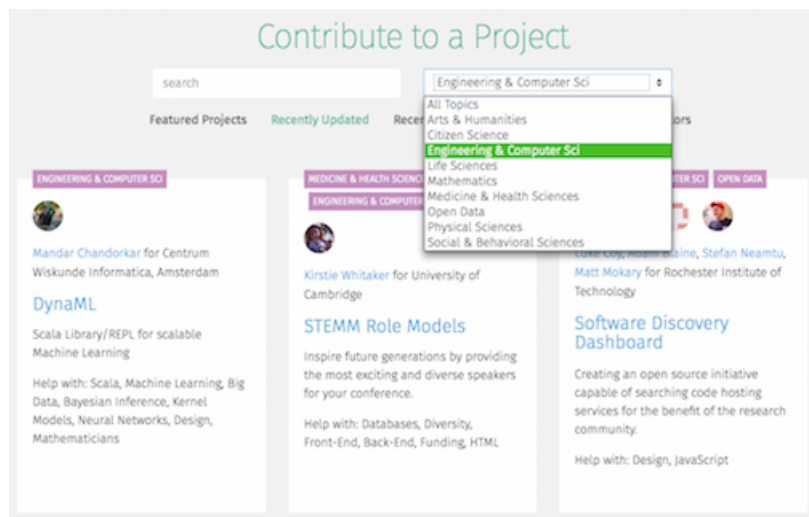 Contribute to a Project
search
Engineering & Computer Sci
All Topics
Arts & Humanities
Citizen Science
Engineering & Computer Sci
Life Sciences
Mathematics
Medicine & Health Sciences
Open Data
Physical Sciences
Social & Behavioral Sciences
Featured Projects
Recently Updated
ENGINEERING & COMPUTER SCI
Mandar Chandorkar for Centrum
Wiskunde Informatica, Amsterdam
DynaML
Scala Library/REPL for scalable
Machine Learning
Help with: Scala, Machine Learning, Big
Data, Bayesian Inference, Kernel
Models, Neural Networks, Design,
Mathematicians
MEDICINE & HEALTH
ENGINEERING &
Kirstie Whitaker for University of
Cambridge
STEMM Role Models
Inspire future generations by providing
the most exciting and diverse speakers
for your conference.
Help with: Databases, Diversity,
Front-End, Back-End, Funding, HTML
SCI
OPEN DATA
Luke Coy, Adam Blaine, Stefan Neamtu,
Matt Mokary for Rochester Institute of
Technology
Software Discovery
Dashboard
Creating an open source initiative
capable of searching code hosting
services for the benefit of the research
community.
Help with: Design, JavaScript